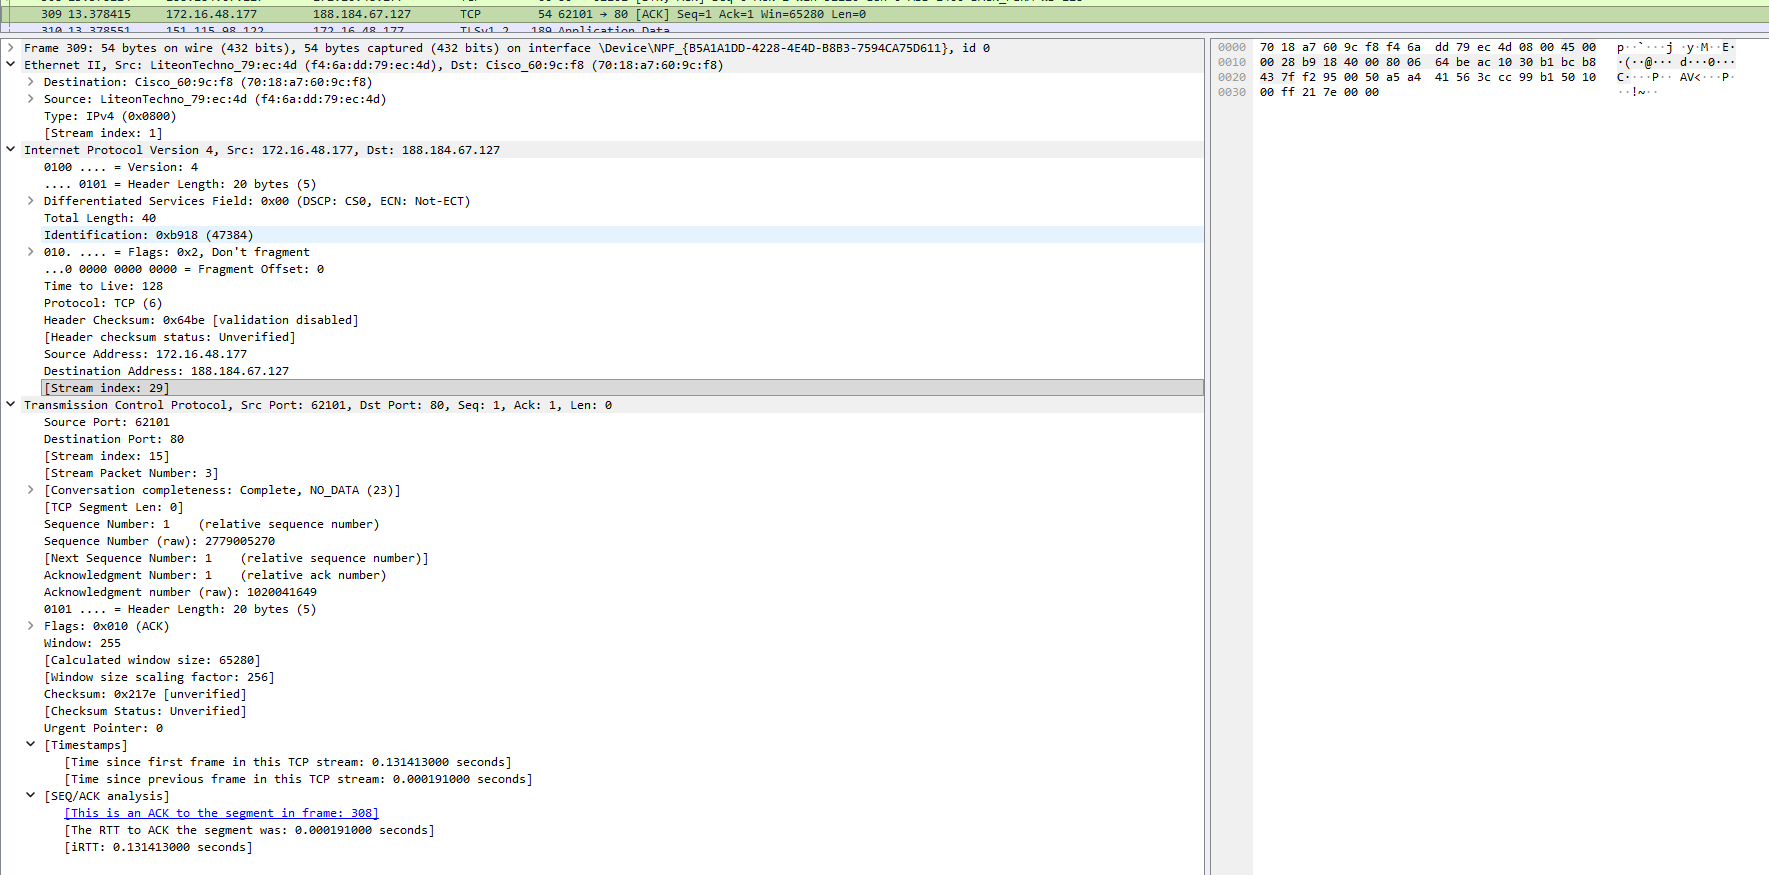 309 13.378415 172.16.48.177 188.184.67.127 TCP 54 62101 → 80 [ACK] Seq=1 Ack=1 Win=65280 Len=0
310 13.378551 151.115.98.122 172.16.48.177 TLSv1.2 189 Application Data
Frame 309: 54 bytes on wire (432 bits), 54 bytes captured (432 bits) on interface \Device\NPF_{B5A1A1DD-4228-4E4D-B8B3-7594CA75D611}, id 0
Ethernet II, Src: LiteonTechno_79:ec:4d (f4:6a:dd:79:ec:4d), Dst: Cisco_60:9c:f8 (70:18:a7:60:9c:f8)
Destination: Cisco_60:9c:f8 (70:18:a7:60:9c:f8)
Source: LiteonTechno_79:ec:4d (f4:6a:dd:79:ec:4d)
Type: IPv4 (0x0800)
[Stream index: 1]
Internet Protocol Version 4, Src: 172.16.48.177, Dst: 188.184.67.127
0100 .... = Version: 4
.... 0101 = Header Length: 20 bytes (5)
Differentiated Services Field: 0x00 (DSCP: CS0, ECN: Not-ECT)
Total Length: 40
Identification: 0xb918 (47384)
010. .... = Flags: 0x2, Don't fragment
...0 0000 0000 0000 = Fragment Offset: 0
Time to Live: 128
Protocol: TCP (6)
Header Checksum: 0x64be [validation disabled]
[Header checksum status: Unverified]
Source Address: 172.16.48.177
Destination Address: 188.184.67.127
[Stream index: 29]
Transmission Control Protocol, Src Port: 62101, Dst Port: 80, Seq: 1, Ack: 1, Len: 0
Source Port: 62101
Destination Port: 80
[Stream index: 15]
[Stream Packet Number: 3]
[Conversation completeness: Complete, NO_DATA (23)]
[TCP Segment Len: 0]
Sequence Number: 1 (relative sequence number)
Sequence Number (raw): 2779005270
[Next Sequence Number: 1 (relative sequence number)]
Acknowledgment Number: 1 (relative ack number)
Acknowledgment number (raw): 1020041649
0101 .... = Header Length: 20 bytes (5)
Flags: 0x010 (ACK)
Window: 255
[Calculated window size: 65280]
[Window size scaling factor: 256]
Checksum: 0x217e [unverified]
[Checksum Status: Unverified]
Urgent Pointer: 0
[Timestamps]
[Time since first frame in this TCP stream: 0.131413000 seconds]
[Time since previous frame in this TCP stream: 0.000191000 seconds]
[SEQ/ACK analysis]
[This is an ACK to the segment in frame: 308]
[The RTT to ACK the segment was: 0.000191000 seconds]
[iRTT: 0.131413000 seconds]
0000 70 18 a7 60 9c f8 f4 6a dd 79 ec 4d 08 00 45 00 p··`···j ·y·M··E·
0010 00 28 b9 18 40 00 80 06 64 be ac 10 30 b1 bc b8 ·(··@··· d···0···
0020 43 7f f2 95 00 50 a5 a4 41 56 3c cc 99 b1 50 10 C····P·· AV<···P·
0030 00 ff 21 7e 00 00 ··!~··